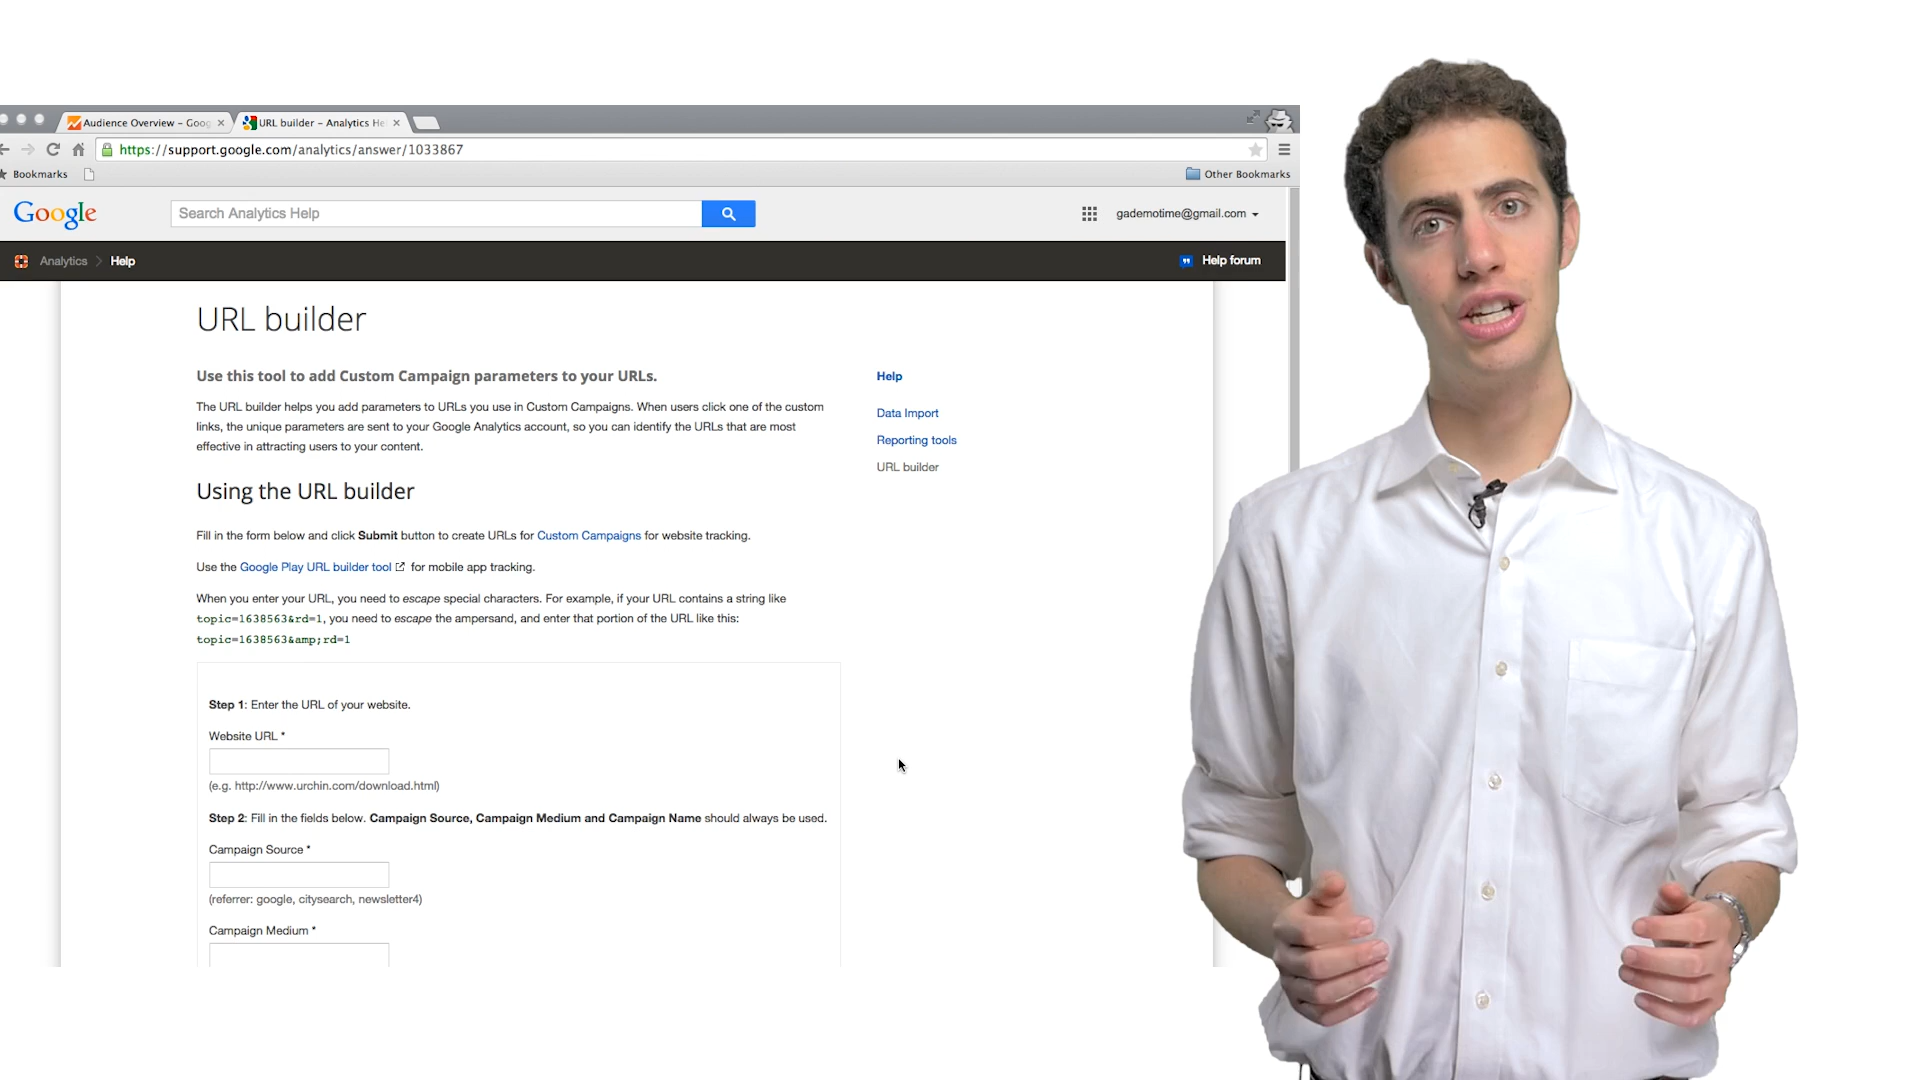 Audience Overview – Goog
URL builder – Analytics He
https://support.google.com/analytics/answer/1033867
Bookmarks
Other Bookmarks
Google
Search Analytics Help
gademotime@gmail.com
Analytics > Help
Help forum
URL builder
Use this tool to add Custom Campaign parameters to your URLs.
The URL builder helps you add parameters to URLs you use in Custom Campaigns. When users click one of the custom
links, the unique parameters are sent to your Google Analytics account, so you can identify the URLs that are most
effective in attracting users to your content.
Help
Data Import
Reporting tools
URL builder
Using the URL builder
Fill in the form below and click Submit button to create URLs for Custom Campaigns for website tracking.
Use the Google Play URL builder tool for mobile app tracking.
When you enter your URL, you need to escape special characters. For example, if your URL contains a string like
topic=1638563&rd=1, you need to escape the ampersand, and enter that portion of the URL like this:
topic=1638563&amp;rd=1
Step 1: Enter the URL of your website.
Website URL *
(e.g. http://www.urchin.com/download.html)
Step 2: Fill in the fields below. Campaign Source, Campaign Medium and Campaign Name should always be used.
Campaign Source *
(referrer: google, citysearch, newsletter4)
Campaign Medium *